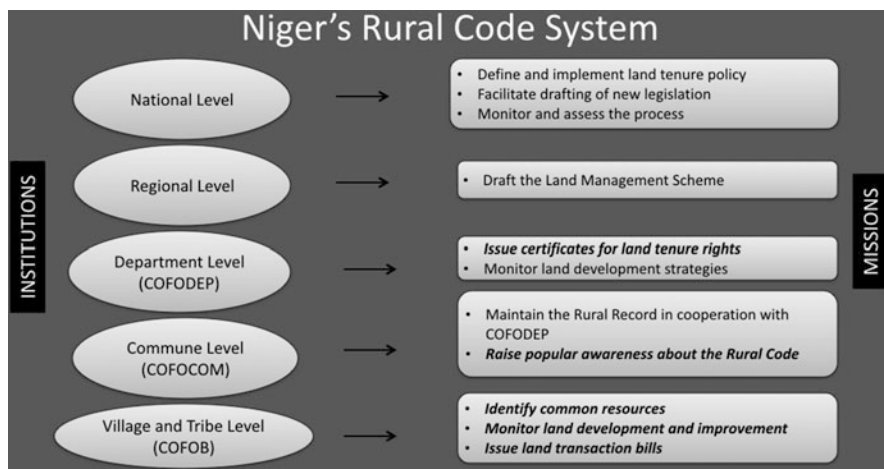 Niger's Rural Code System
INSTITUTIONS
MISSIONS
National Level
• Define and implement land tenure policy
• Facilitate drafting of new legislation
• Monitor and assess the process
Regional Level
• Draft the Land Management Scheme
Department Level
(COFODEP)
• Issue certificates for land tenure rights
• Monitor land development strategies
Commune Level
(COFOCOM)
• Maintain the Rural Record in cooperation with
COFODEP
• Raise popular awareness about the Rural Code
Village and Tribe Level
(COFOB)
• Identify common resources
• Monitor land development and improvement
• Issue land transaction bills